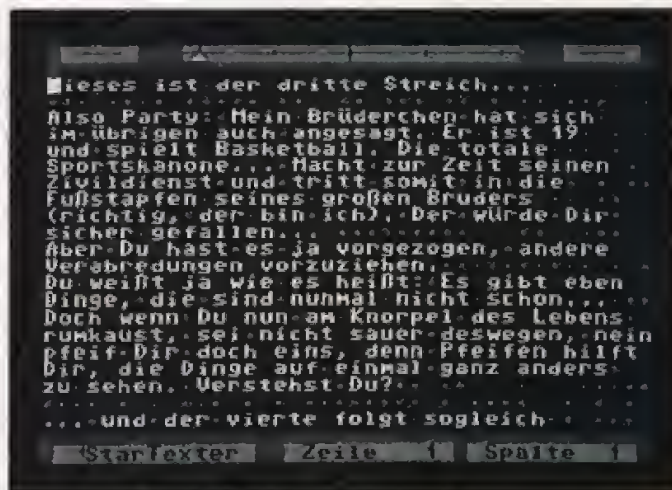 Dieses ist der dritte Streich...
Also Party: Mein Brüderchen hat sich
im übrigen auch angesagt. Er ist 19
und spielt Basketball. Die totale
Sportskanone... Macht zur Zeit seinen
Zivildienst und tritt somit in die
Fußstapfen seines großen Bruders
(richtig, der bin ich). Der würde Dir
sicher gefallen...
Aber Du hast es ja vorgezogen, andere
Verabredungen vorzuziehen.
Du weißt ja wie es heißt: Es gibt eben
Dinge, die sind nunmal nicht schon...
Doch wenn Du nun am Knorpel des Lebens
rumkaust, sei nicht sauer deswegen, nein
pfeif Dir doch eins, denn Pfeifen hilft
Dir, die Dinge auf einmal ganz anders
zu sehen. Verstehst Du?
... und der vierte folgt sogleich
StarTexter Zeile 1 Spalte 1